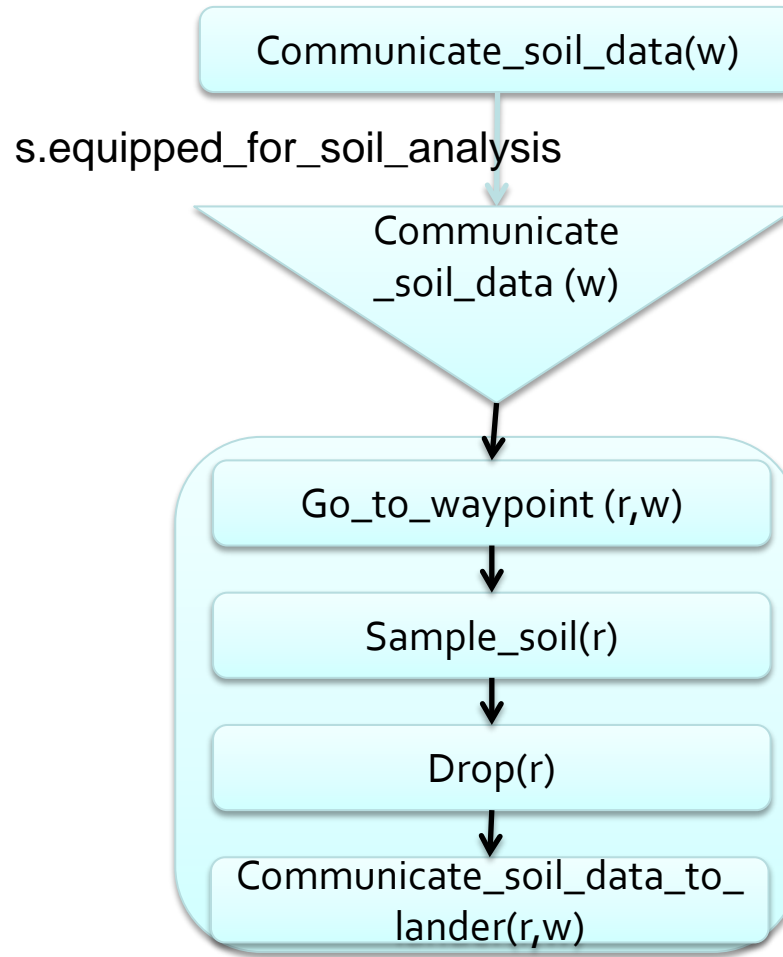 Communicate_soil_data(w)
s.equipped_for_soil_analysis
Communicate
_soil_data (w)
Go_to_waypoint (r,w)
Sample_soil(r)
Drop(r)
Communicate_soil_data_to_
lander(r,w)